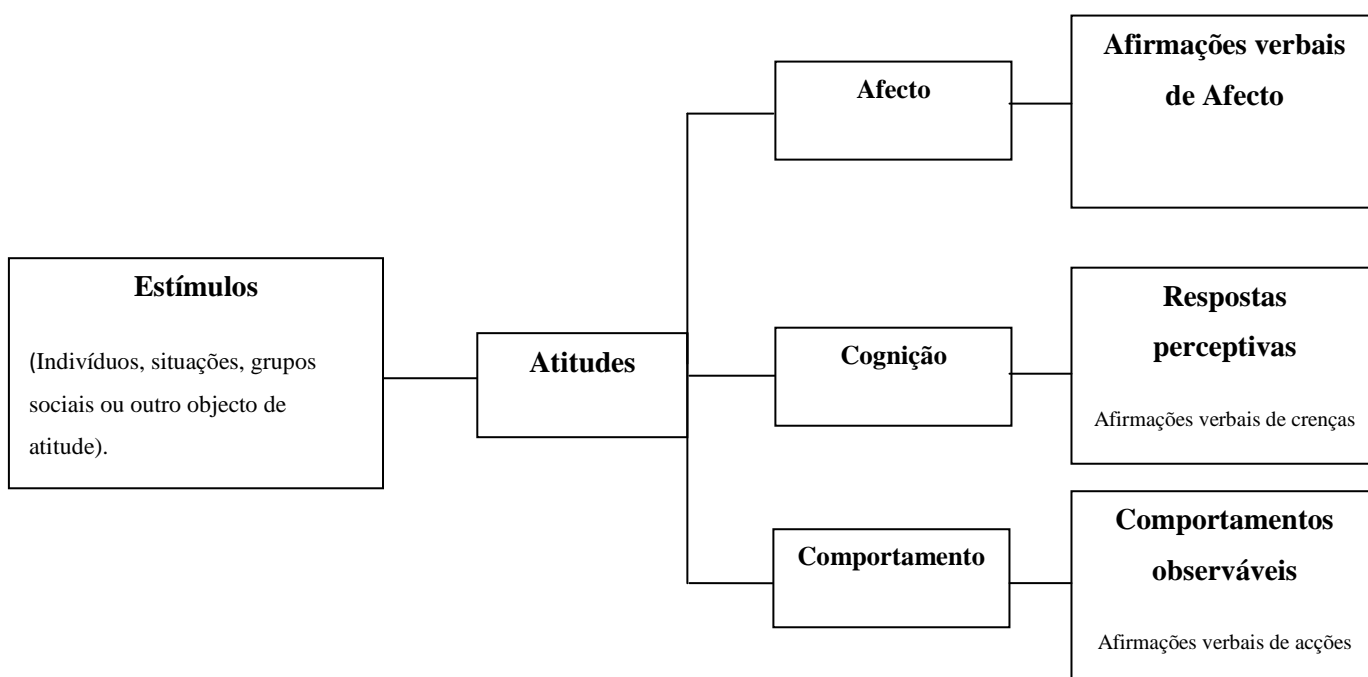 Afirmações verbais
de Afecto
Afecto
Estímulos
(Indivíduos, situações, grupos
sociais ou outro objecto de
atitude).
Atitudes
Cognição
Respostas
perceptivas
Afirmações verbais de crenças
Comportamento
Comportamentos
observáveis
Afirmações verbais de acções